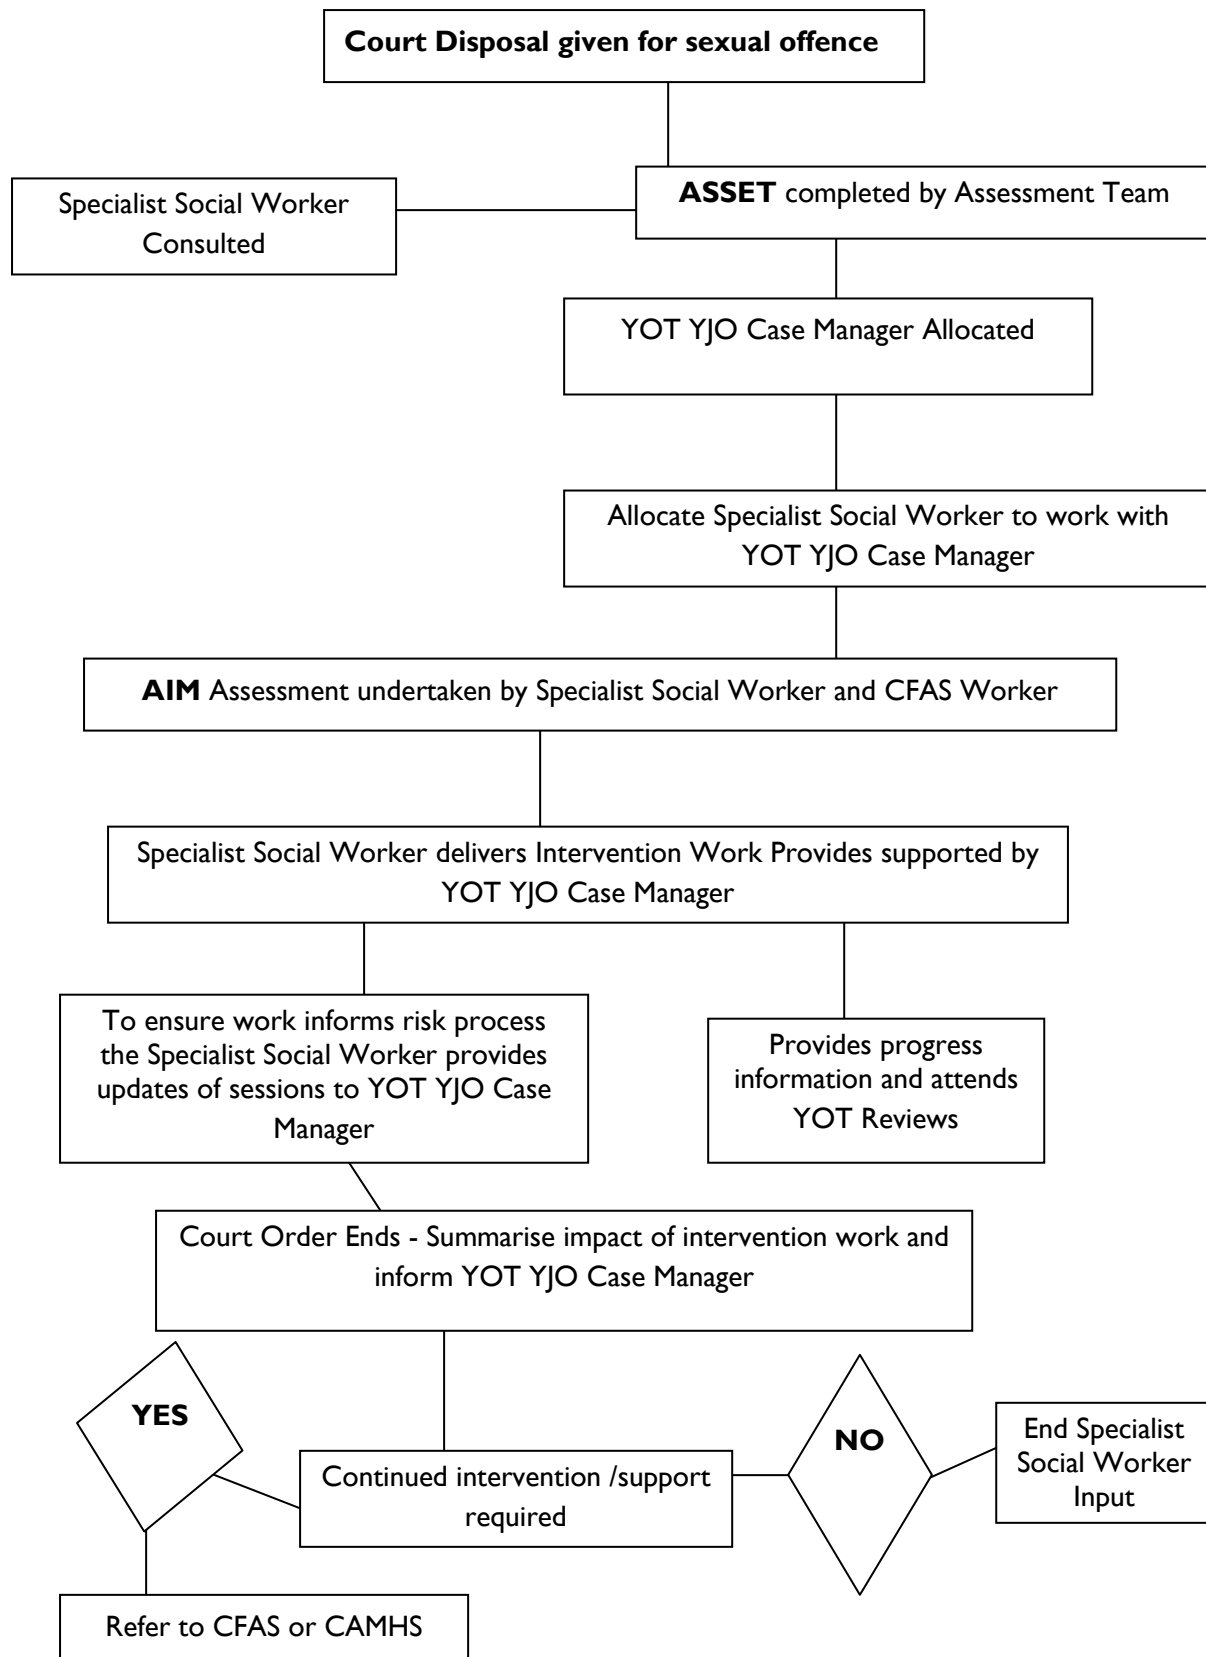 Court Disposal given for sexual offence
ASSET completed by Assessment Team
Specialist Social Worker
Consulted
YOT YJO Case Manager Allocated
Allocate Specialist Social Worker to work with
YOT YJO Case Manager
AIM Assessment undertaken by Specialist Social Worker and CFAS Worker
Specialist Social Worker delivers Intervention Work Provides supported by
YOT YJO Case Manager
To ensure work informs risk process
the Specialist Social Worker provides
updates of sessions to YOT YJO Case
Manager
Provides progress
information and attends
YOT Reviews
Court Order Ends - Summarise impact of intervention work and
inform YOT YJO Case Manager
YES
Continued intervention /support
required
NO
End Specialist
Social Worker
Input
Refer to CFAS or CAMHS